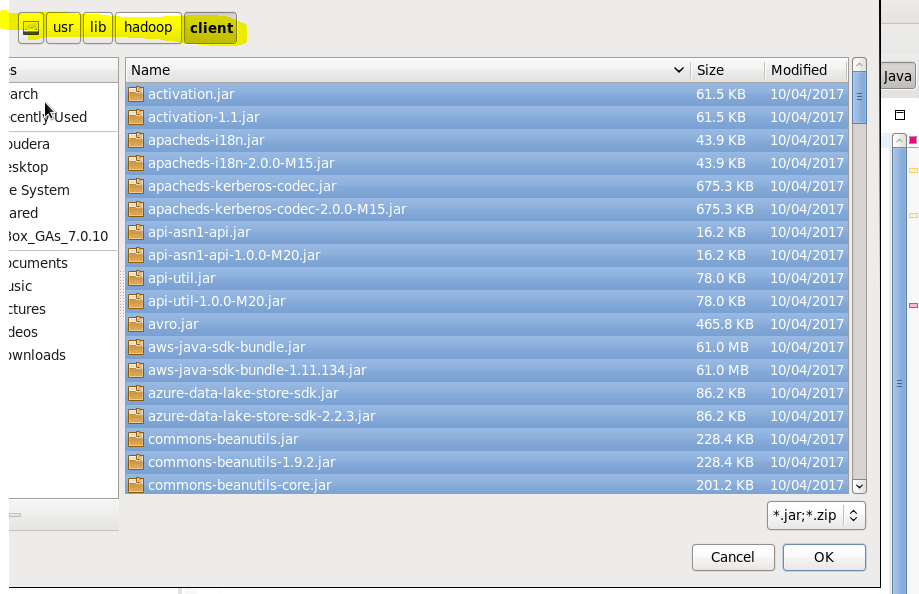 usr lib hadoop client
es
Name Size Modified
earch
ecently Used
oudera
esktop
e System
ared
Box_GAs_7.0.10
ocuments
usic
ctures
deos
ownloads
activation.jar 61.5 KB 10/04/2017
activation-1.1.jar 61.5 KB 10/04/2017
apacheds-i18n.jar 43.9 KB 10/04/2017
apacheds-i18n-2.0.0-M15.jar 43.9 KB 10/04/2017
apacheds-kerberos-codec.jar 675.3 KB 10/04/2017
apacheds-kerberos-codec-2.0.0-M15.jar 675.3 KB 10/04/2017
api-asn1-api.jar 16.2 KB 10/04/2017
api-asn1-api-1.0.0-M20.jar 16.2 KB 10/04/2017
api-util.jar 78.0 KB 10/04/2017
api-util-1.0.0-M20.jar 78.0 KB 10/04/2017
avro.jar 465.8 KB 10/04/2017
aws-java-sdk-bundle.jar 61.0 MB 10/04/2017
aws-java-sdk-bundle-1.11.134.jar 61.0 MB 10/04/2017
azure-data-lake-store-sdk.jar 86.2 KB 10/04/2017
azure-data-lake-store-sdk-2.2.3.jar 86.2 KB 10/04/2017
commons-beanutils.jar 228.4 KB 10/04/2017
commons-beanutils-1.9.2.jar 228.4 KB 10/04/2017
commons-beanutils-core.jar 201.2 KB 10/04/2017
*.jar;*.zip
Cancel OK
Java